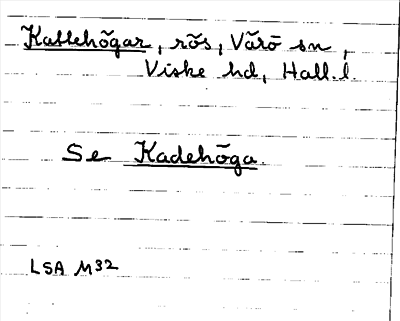 Kattehögar, rös, Värö sn,
Viske hd, Hall. l.
Se Kadehöga.
LSA M32